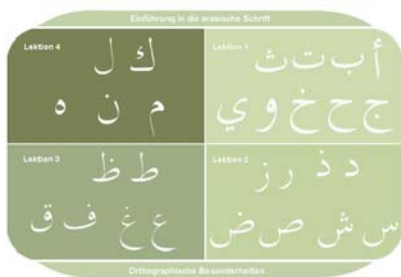 Einführung in die arabische Schrift
Lektion 4
ك ل
م ن ه
Lektion 1
أ ب ت ث
ج ح خ و ي
Lektion 3
ط ظ
ع غ ف ق
Lektion 2
د ذ ر ز
س ش ص ض
Orthographische Besonderheiten